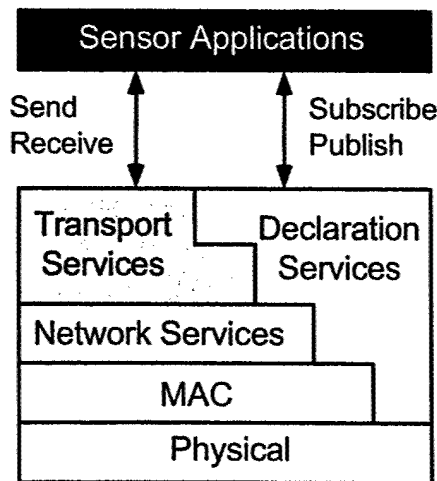 Sensor Applications
Send
Receive
Subscribe
Publish
Transport
Services
Declaration
Services
Network Services
MAC
Physical